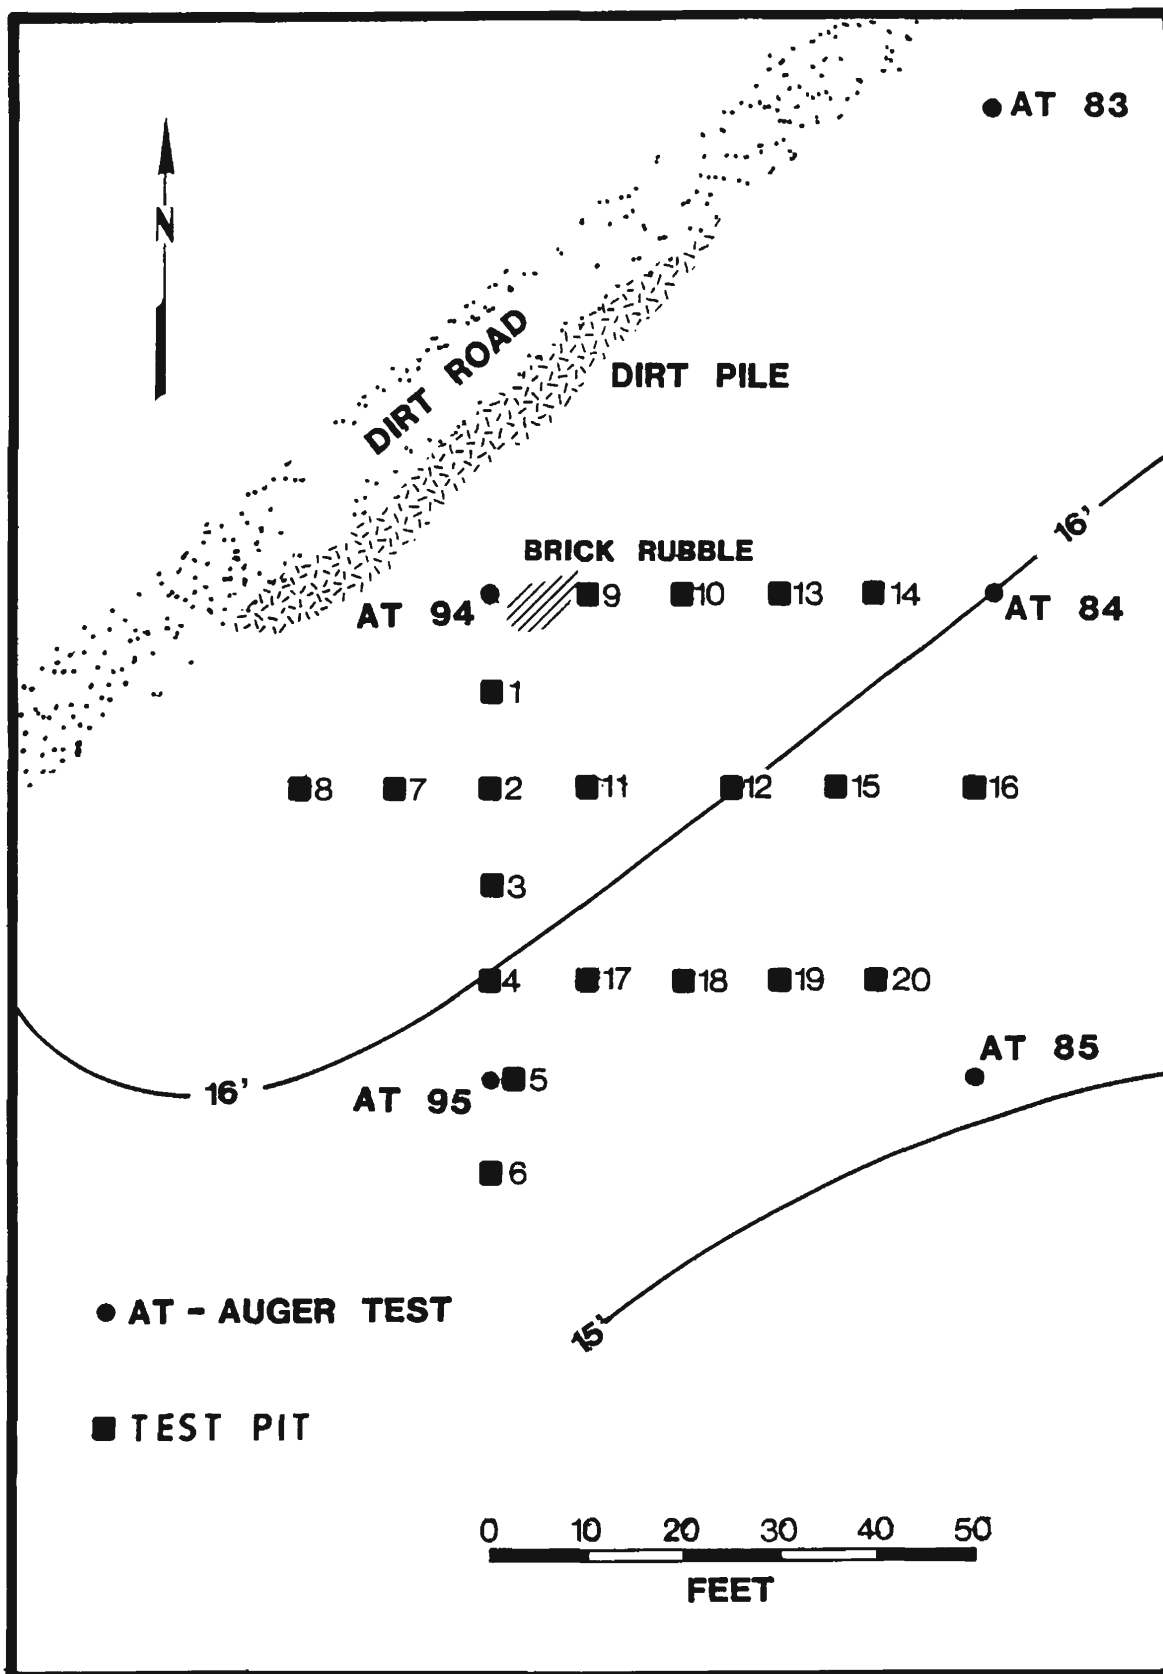 AT 83
N
DIRT ROAD
DIRT PILE
16'
BRICK RUBBLE
AT 94
9
10
13
14
AT 84
1
8
7
2
11
12
15
16
3
4
17
18
19
20
AT 85
16'
AT 95
5
6
AT - AUGER TEST
15'
TEST PIT
0 10 20 30 40 50
FEET